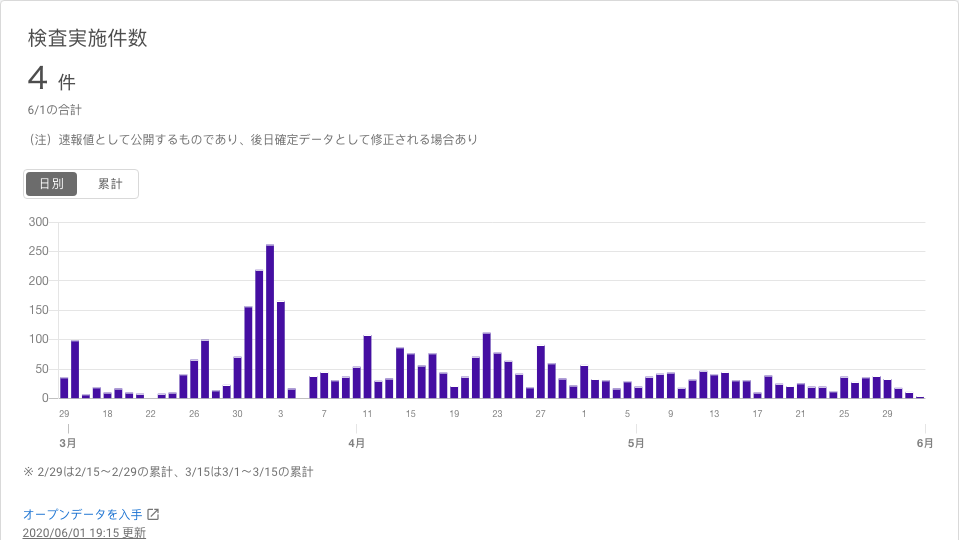 検査実施件数
4 件
6/1の合計
（注）速報値として公開するものであり、後日確定データとして修正される場合あり
日別 累計
300
250
200
150
100
50
0
29 18 22 26 30 3 7 11 15 19 23 27 1 5 9 13 17 21 25 29
3月 4月 5月 6月
※ 2/29は2/15～2/29の累計、3/15は3/1～3/15の累計
オープンデータを入手
2020/06/01 19:15 更新